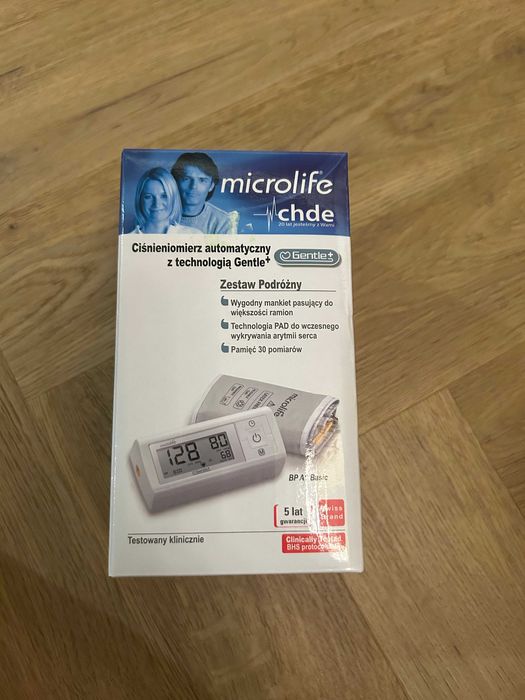 microlife
chde
20 lat jesteśmy z Wami
Ciśnieniomierz automatyczny
z technologią Gentle+
Gentle+
Zestaw Podróżny
Wygodny mankiet pasujący do
większości ramion
Technologia PAD do wczesnego
wykrywania arytmii serca
Pamięć 30 pomiarów
microlife
microlife
128 80
68
M
BP A1 Basic
5 lat
gwarancji
Swiss
Brand
Testowany klinicznie
Clinically Tested
BHS protocol